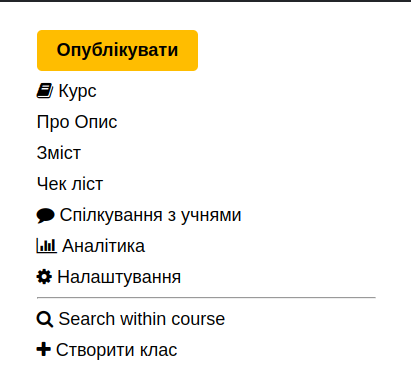 Опублікувати
Курс
Про Опис
Зміст
Чек ліст
Спілкування з учнями
Аналітика
Налаштування
Search within course
Створити клас